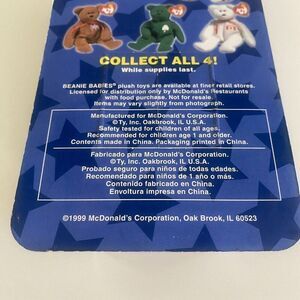 COLLECT ALL 4!
While supplies last.
BEANIE BABIES® plush toys are available at finer retail stores.
Licensed for distribution only by McDonald's Restaurants
with food purchase. Not for resale.
Items may vary slightly from photograph.
Manufactured for McDonald's Corporation.
©Ty, Inc. Oakbrook, IL U.S.A.
Safety tested for children of all ages.
Recommended for children age 1 and older.
Contents made in China. Packaging printed in China.
Fabricado para McDonald's Corporation.
©Ty, Inc. Oakbrook, IL U.S.A.
Probado seguro para niños de todas edades.
Recomendado para niños de 1 año o más.
Contenido fabricado en China.
Envoltura impresa en China.
©1999 McDonald's Corporation, Oak Brook, IL 60523